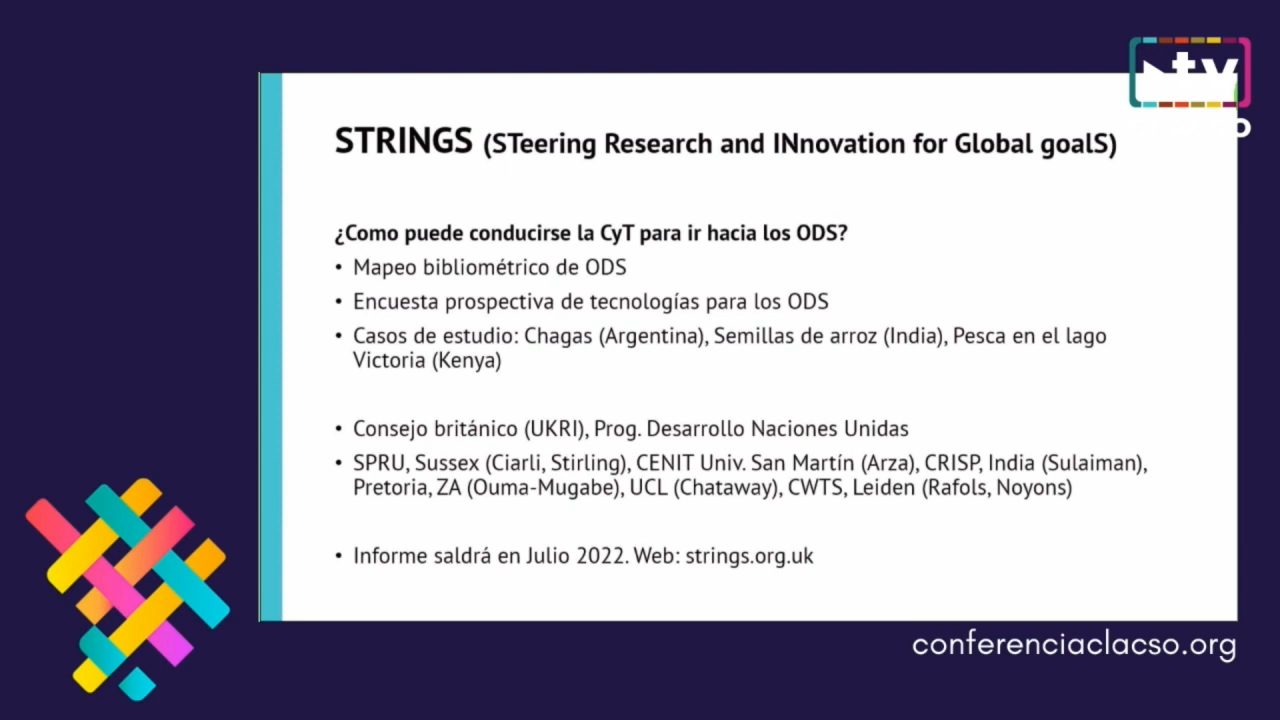 tv
STRINGS (STeering Research and INnovation for Global goalS)
¿Como puede conducirse la CyT para ir hacia los ODS?
• Mapeo bibliométrico de ODS
• Encuesta prospectiva de tecnologías para los ODS
• Casos de estudio: Chagas (Argentina), Semillas de arroz (India), Pesca en el lago
Victoria (Kenya)
• Consejo británico (UKRI), Prog. Desarrollo Naciones Unidas
• SPRU, Sussex (Ciarli, Stirling), CENIT Univ. San Martín (Arza), CRISP, India (Sulaiman),
Pretoria, ZA (Ouma-Mugabe), UCL (Chataway), CWTS, Leiden (Rafols, Noyons)
• Informe saldrá en Julio 2022. Web: strings.org.uk
conferenciaclacso.org